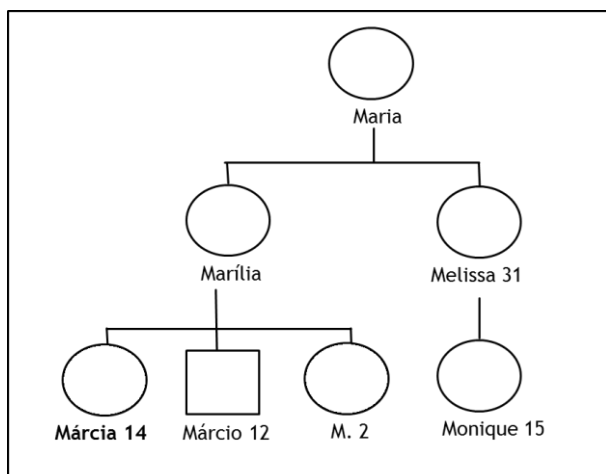 Maria
Marília
Melissa 31
Márcia 14
Márcio 12
M. 2
Monique 15